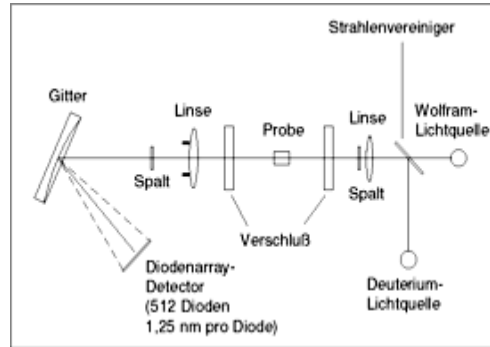 Strahlenvereiniger
Gitter
Linse
Probe
Linse
Wolfram-
Lichtquelle
Spalt
Spalt
Verschluß
Diodenarray-
Detector
(512 Dioden
1,25 nm pro Diode)
Deuterium-
Lichtquelle